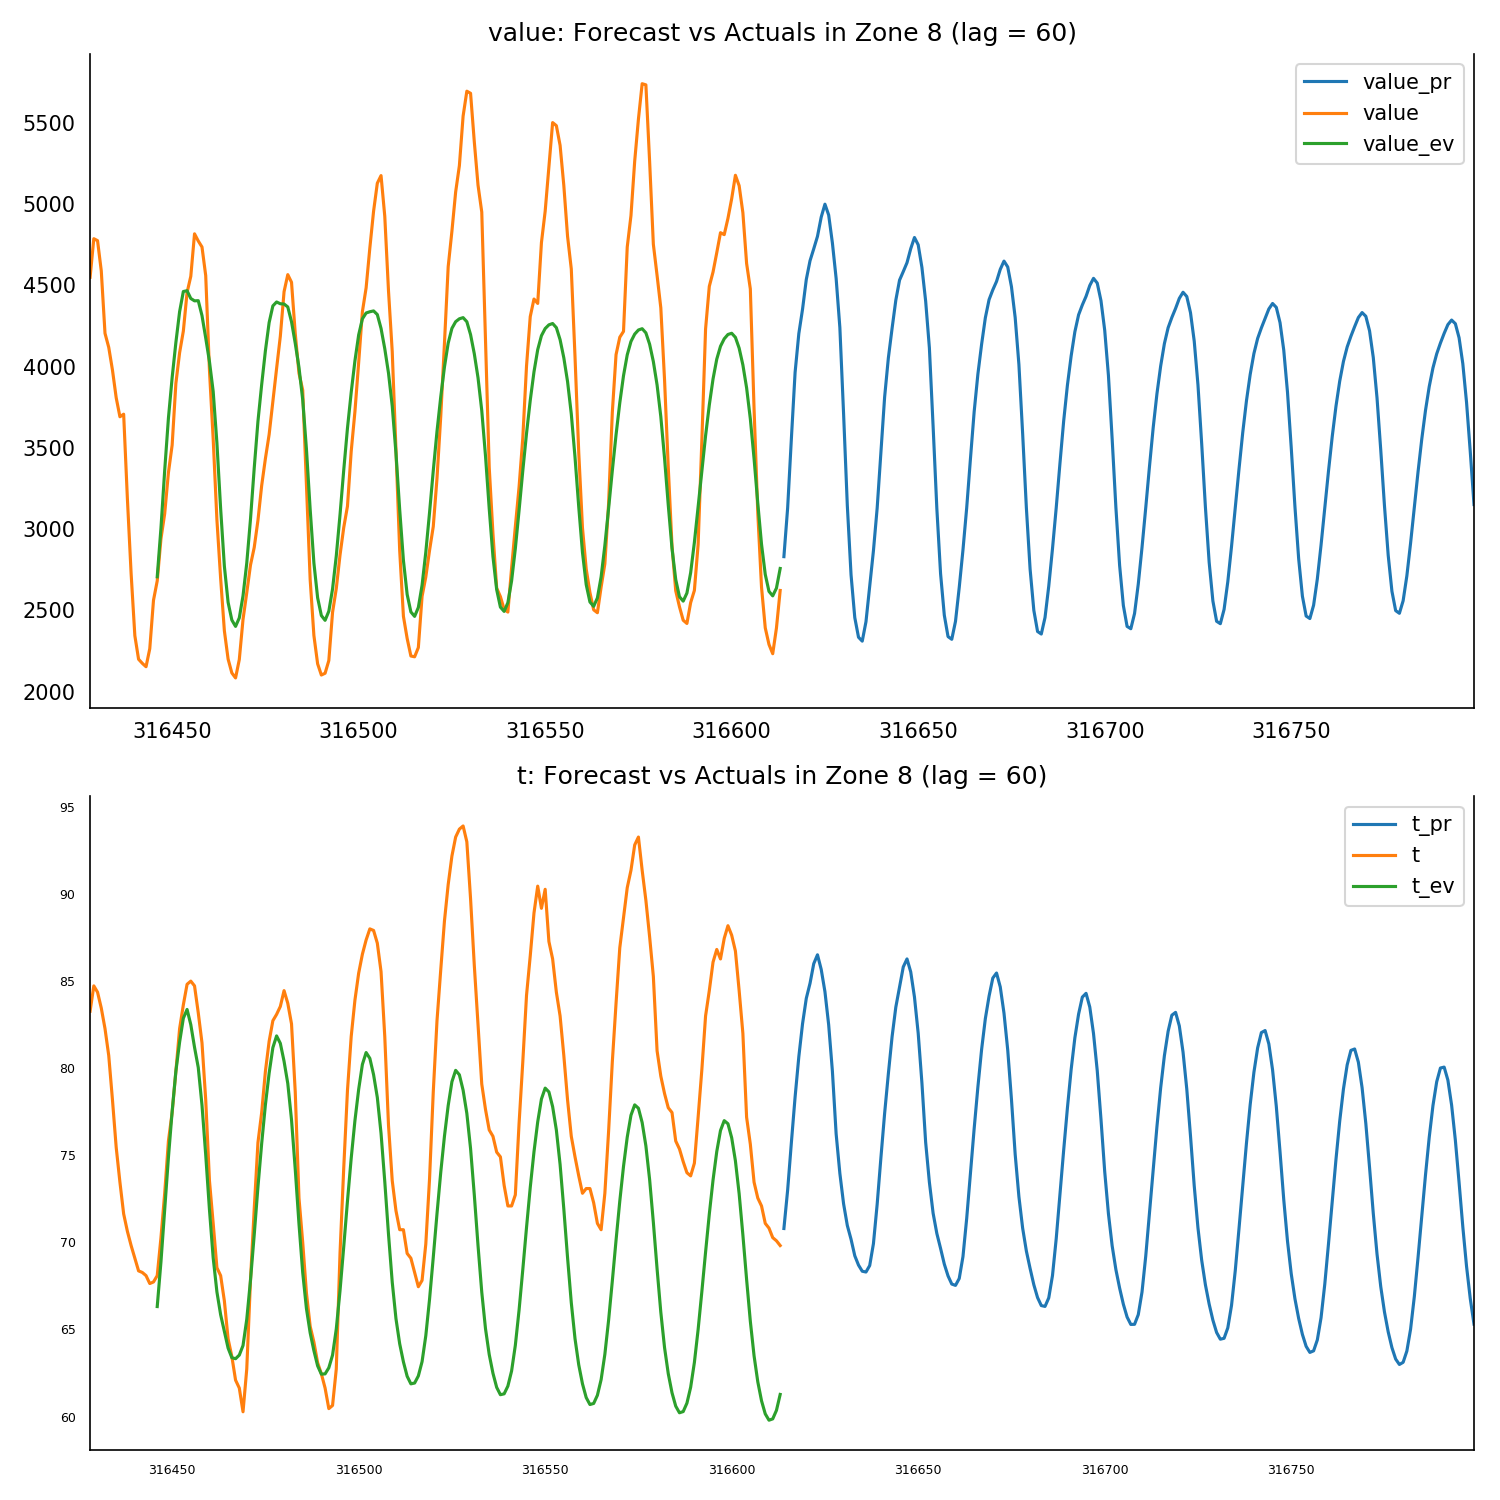 value: Forecast vs Actuals in Zone 8 (lag = 60)
value_pr
value
value_ev
5500
5000
4500
4000
3500
3000
2500
2000
316450 316500 316550 316600 316650 316700 316750
t: Forecast vs Actuals in Zone 8 (lag = 60)
t_pr
t
t_ev
95
90
85
80
75
70
65
60
316450 316500 316550 316600 316650 316700 316750